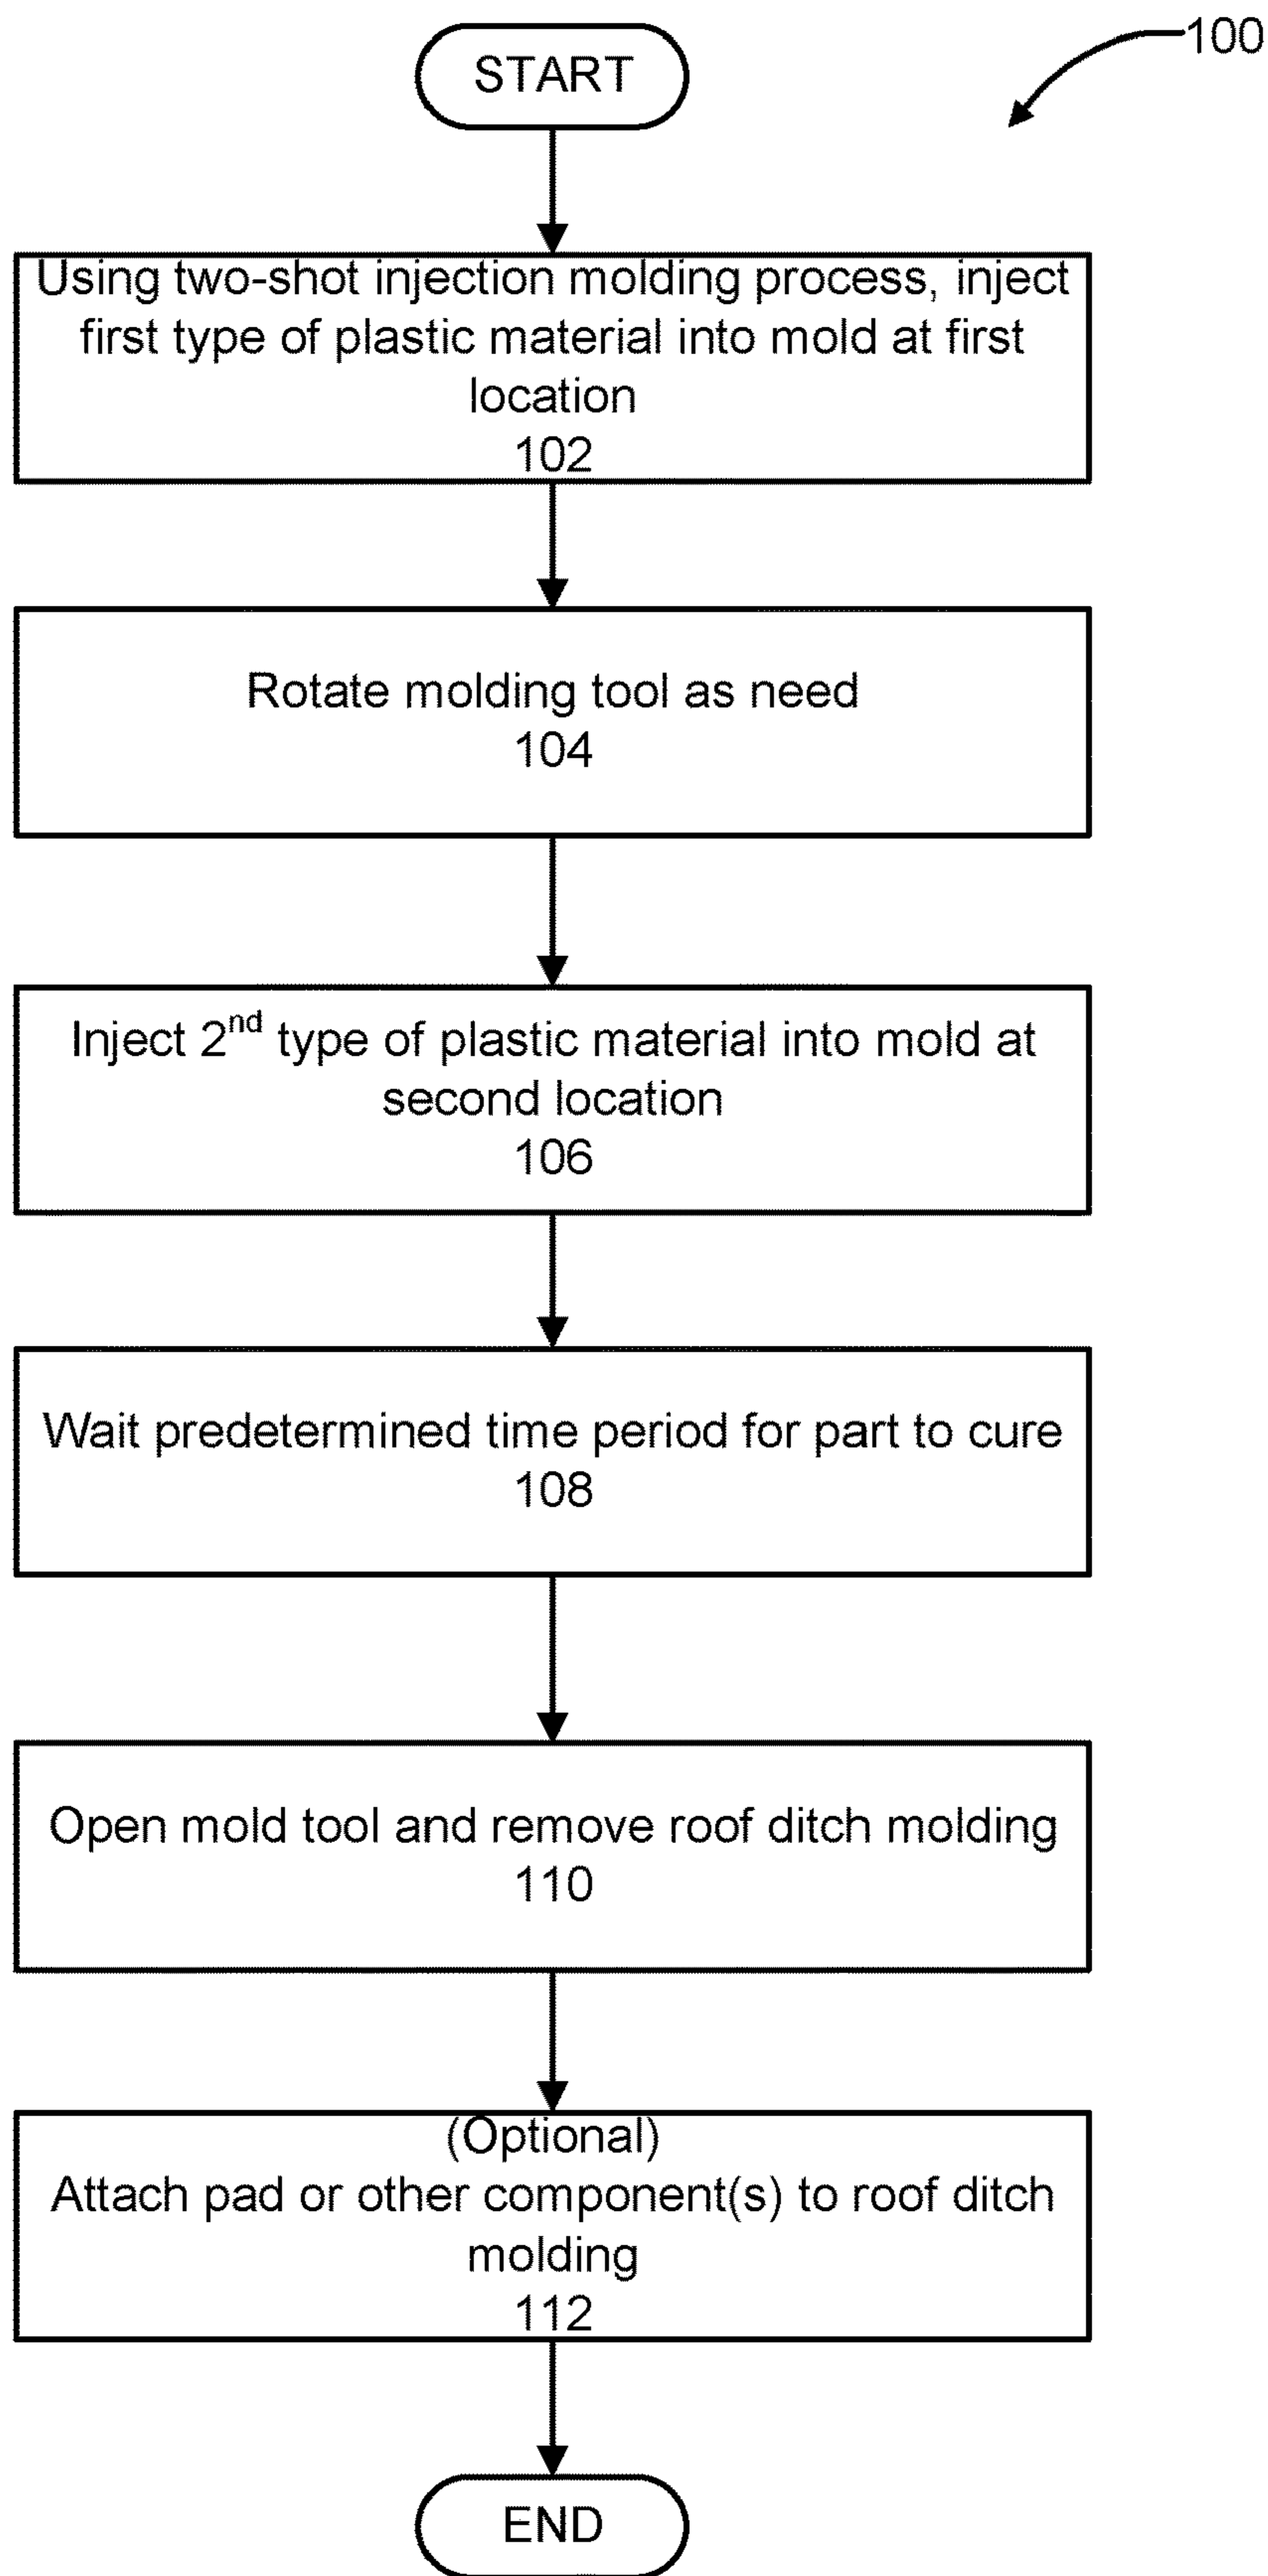 START
100
Using two-shot injection molding process, inject
first type of plastic material into mold at first
location
102
Rotate molding tool as need
104
Inject 2nd type of plastic material into mold at
second location
106
Wait predetermined time period for part to cure
108
Open mold tool and remove roof ditch molding
110
(Optional)
Attach pad or other component(s) to roof ditch
molding
112
END